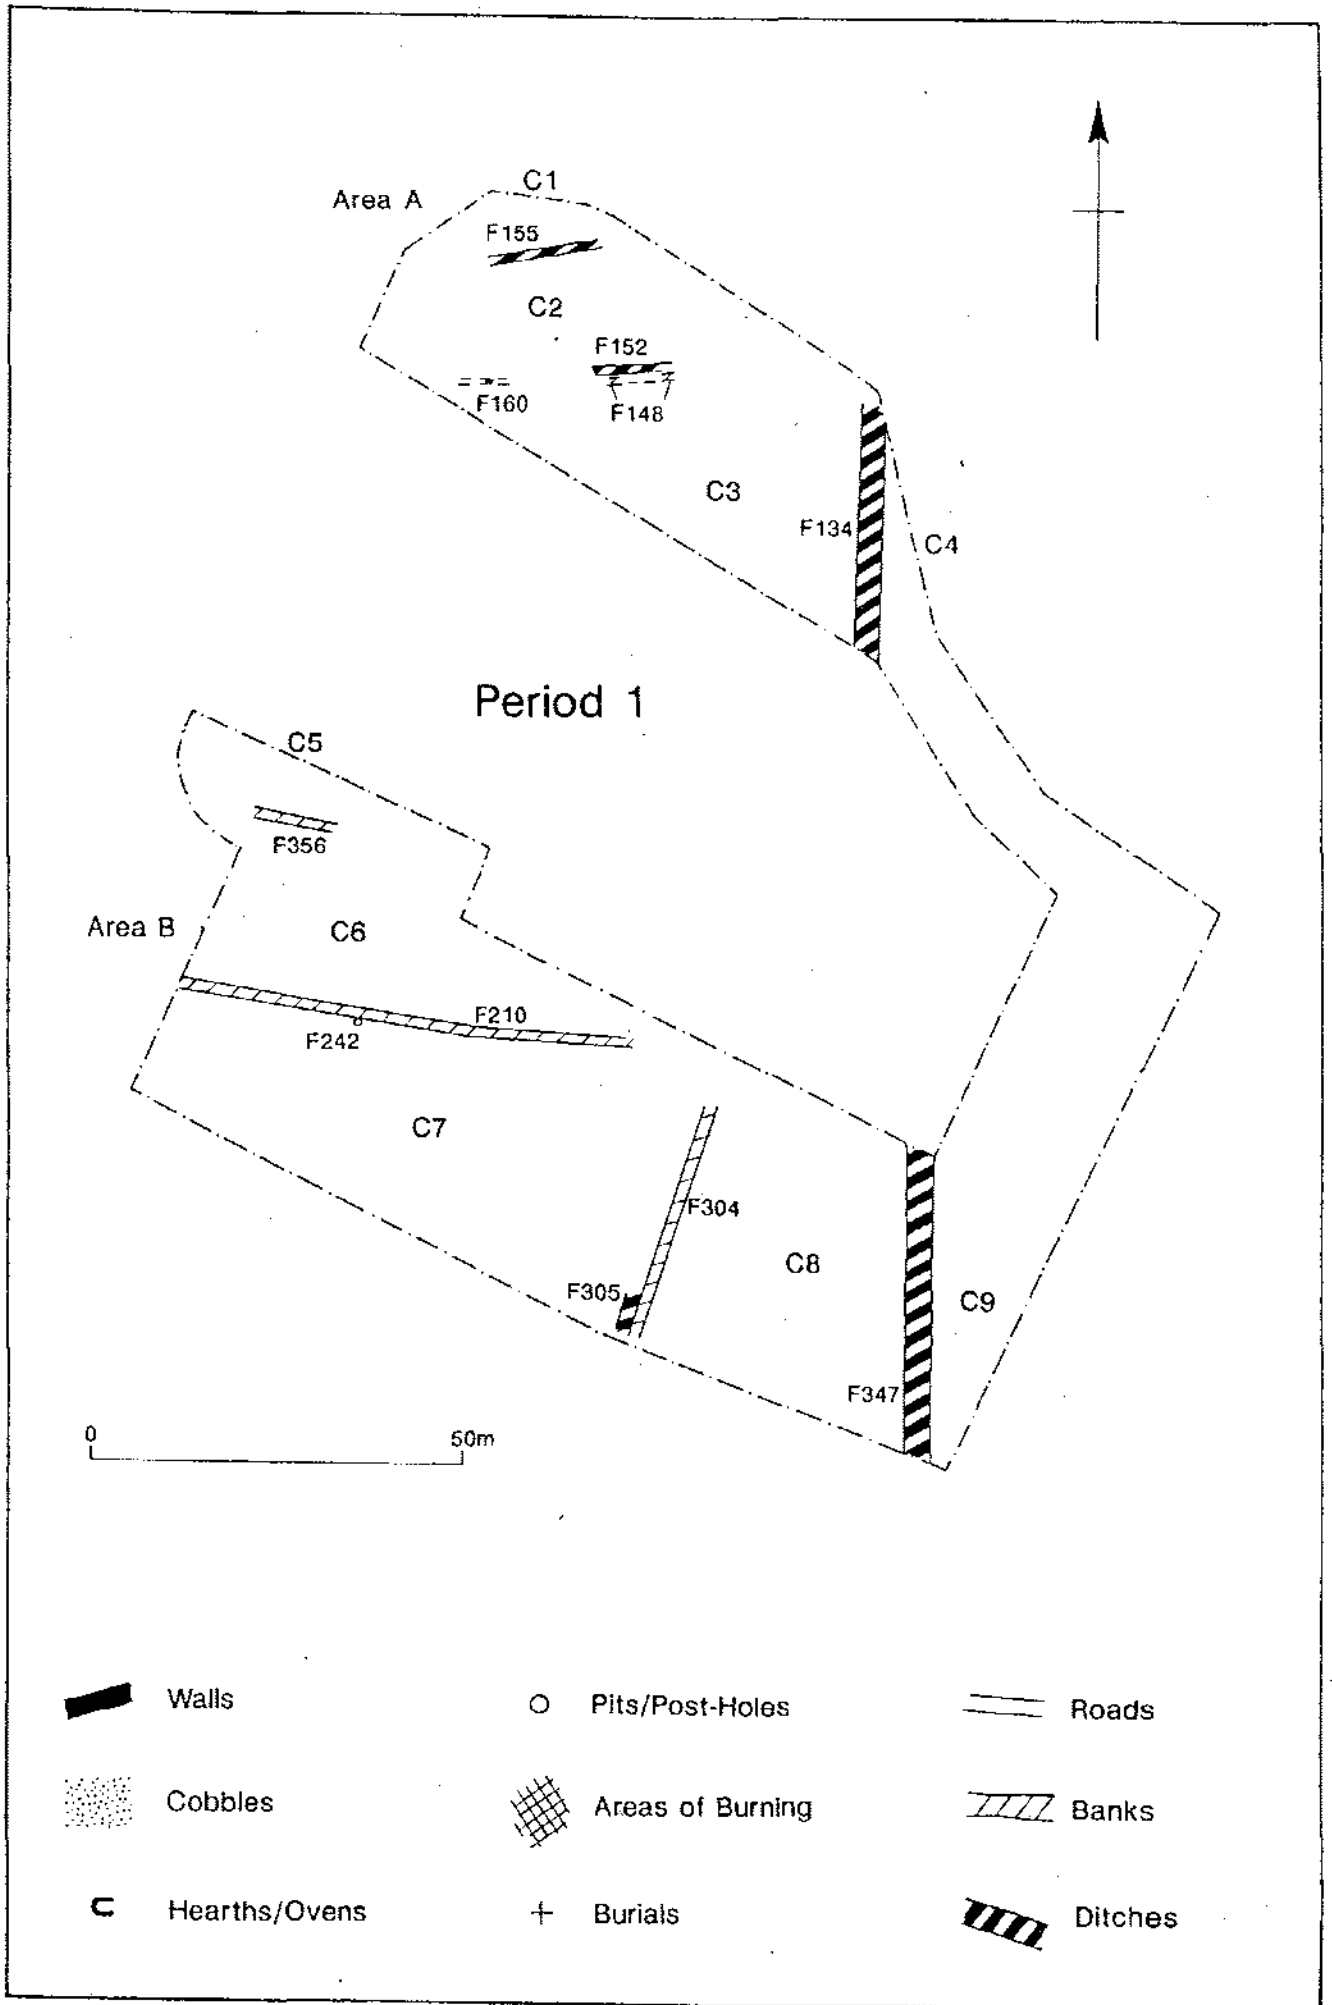 C1
Area A
F155
C2
F152
F160
F148
C3
F134
C4
Period 1
C5
F356
Area B
C6
F210
F242
C7
F304
C8
F305
C9
F347
0
50m
Walls
Pits/Post-Holes
Roads
Cobbles
Areas of Burning
Banks
Hearths/Ovens
Burials
Ditches